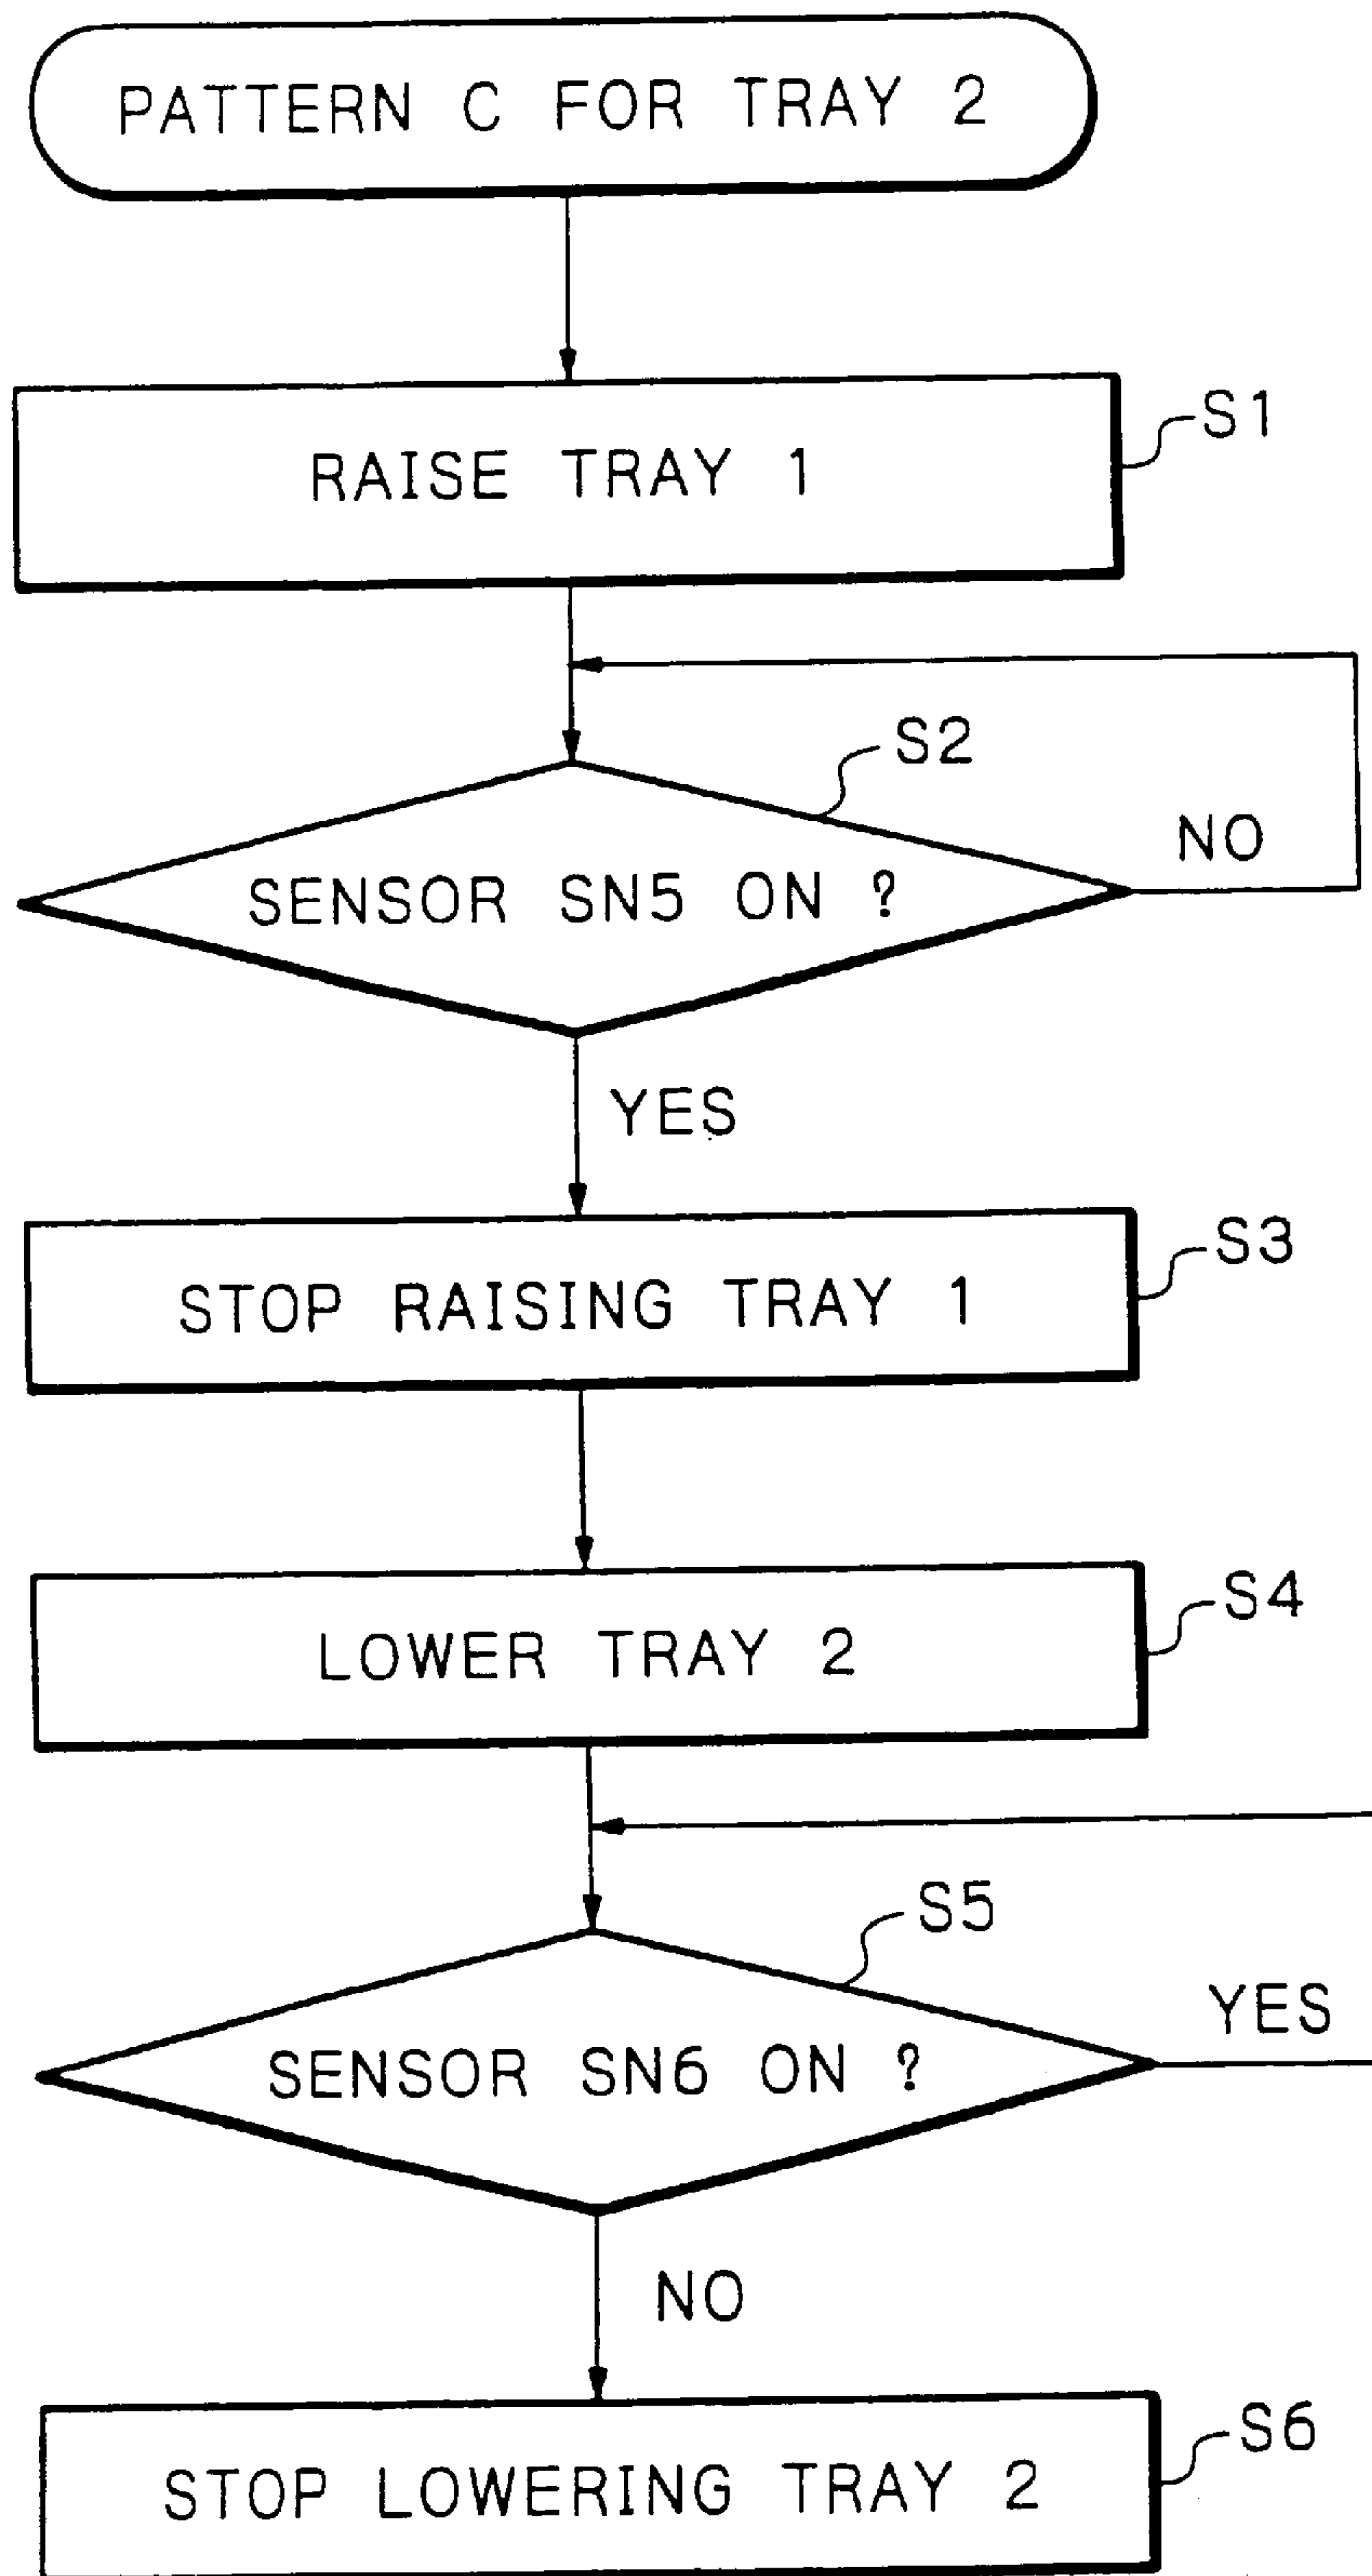 PATTERN C FOR TRAY 2
S1
RAISE TRAY 1
S2
SENSOR SN5 ON ?
NO
YES
S3
STOP RAISING TRAY 1
S4
LOWER TRAY 2
S5
SENSOR SN6 ON ?
YES
NO
S6
STOP LOWERING TRAY 2